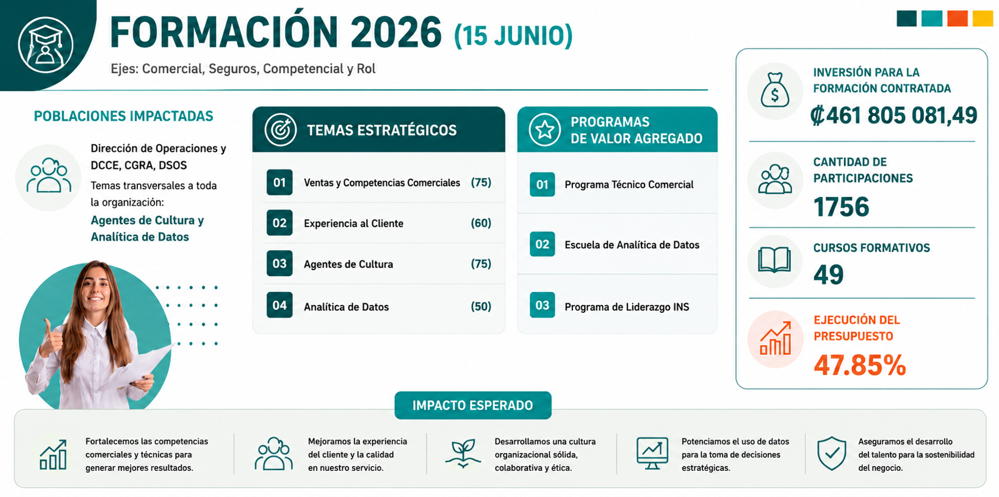 FORMACIÓN 2026 (15 JUNIO)
Ejes: Comercial, Seguros, Competencial y Rol
POBLACIONES IMPACTADAS
Dirección de Operaciones y
DCCE, CGRA, DSOS
Temas transversales a toda
la organización:
Agentes de Cultura y
Analítica de Datos
TEMAS ESTRATÉGICOS
01 Ventas y Competencias Comerciales (75)
02 Experiencia al Cliente (60)
03 Agentes de Cultura (75)
04 Analítica de Datos (50)
PROGRAMAS
DE VALOR AGREGADO
01 Programa Técnico Comercial
02 Escuela de Analítica de Datos
03 Programa de Liderazgo INS
$
INVERSIÓN PARA LA
FORMACIÓN CONTRATADA
₡461 805 081,49
CANTIDAD DE
PARTICIPACIONES
1756
CURSOS FORMATIVOS
49
EJECUCIÓN DEL
PRESUPUESTO
47.85%
IMPACTO ESPERADO
Fortalecemos las competencias
comerciales y técnicas para
generar mejores resultados.
Mejoramos la experiencia
del cliente y la calidad
en nuestro servicio.
Desarrollamos una cultura
organizacional sólida,
colaborativa y ética.
Potenciamos el uso de datos
para la toma de decisiones
estratégicas.
Aseguramos el desarrollo
del talento para la sostenibilidad
del negocio.